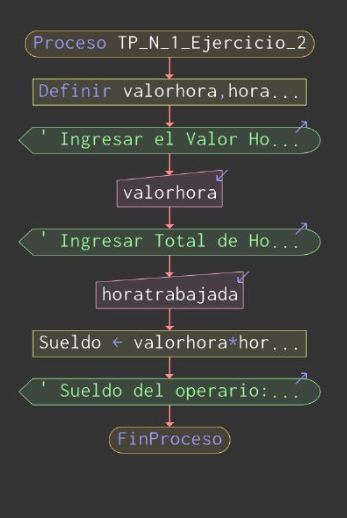 Proceso TP_N_1_Ejercicio_2
Definir valorhora,hora...
' Ingresar el Valor Ho...
valorhora
' Ingresar Total de Ho...
horatrabajada
Sueldo ← valorhora*hor...
' Sueldo del operario:...
FinProceso